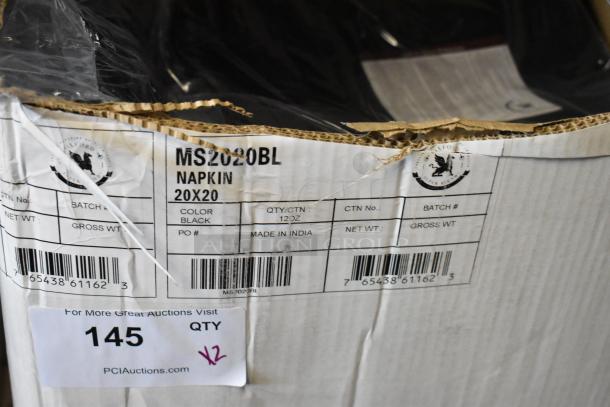 MS2020BL
NAPKIN
20X20
BATCH #
NET WT
GROSS WT
COLOR
BLACK
QTY/CTN
12DZ
CTN No.
BATCH #
PO #
MADE IN INDIA
NET WT
GROSS WT
7 65438 61162 3
MS2020BL
7 65438 61162 3
For More Great Auctions Visit
145
QTY
X2
PCIAuctions.com